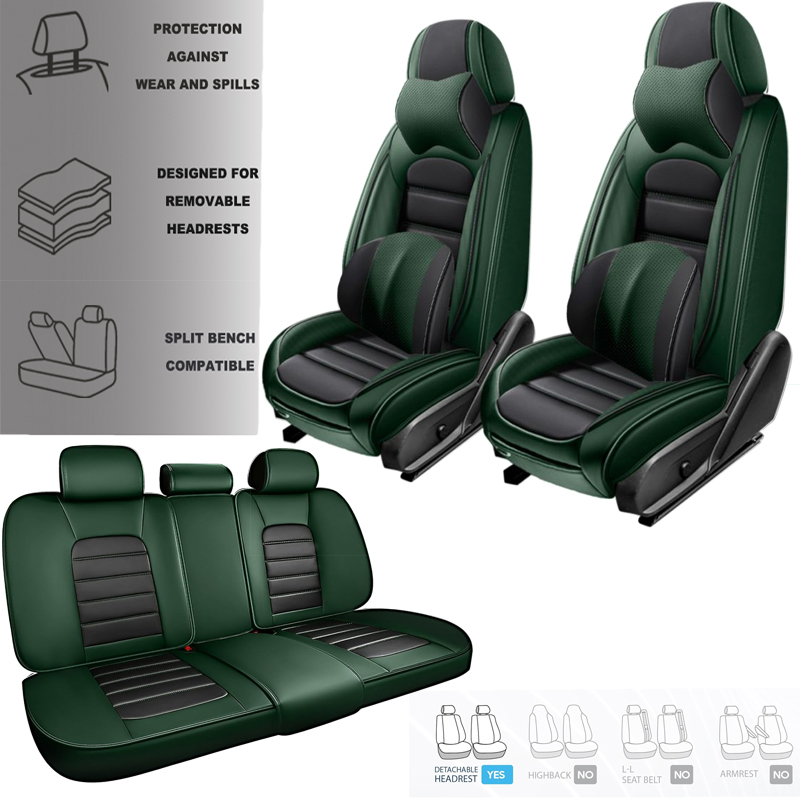 PROTECTION
AGAINST
WEAR AND SPILLS
DESIGNED FOR
REMOVABLE
HEADRESTS
SPLIT BENCH
COMPATIBLE
DETACHABLE
HEADREST YES
HIGHBACK NO
L-L
SEAT BELT NO
ARMREST NO